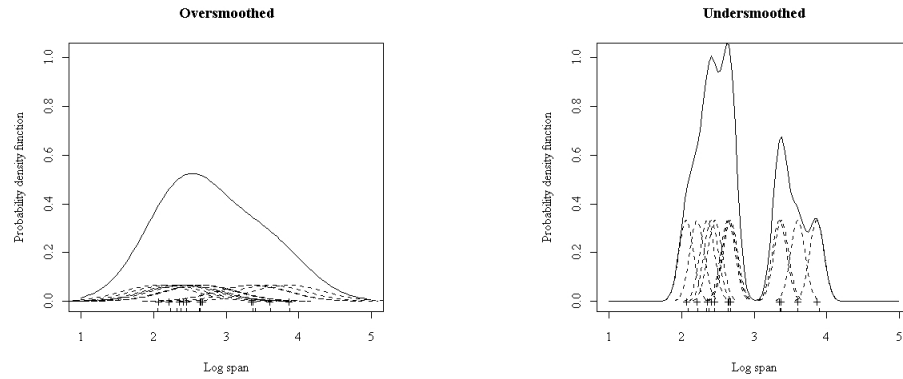 Oversmoothed
Probability density function
0.0 0.2 0.4 0.6 0.8 1.0
1 2 3 4 5
Log span
Undersmoothed
Probability density function
0.0 0.2 0.4 0.6 0.8 1.0
1 2 3 4 5
Log span